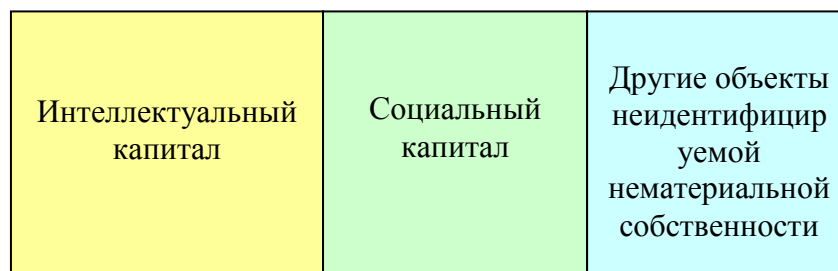 Интеллектуальный
капитал
Социальный
капитал
Другие объекты
неидентифицир
уемой
нематериальной
собственности